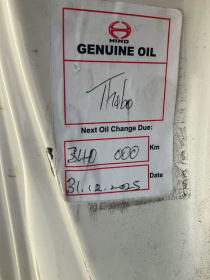 HINO
GENUINE OIL
Thabo
Next Oil Change Due:
340 000 Km
31.12.2025 Date